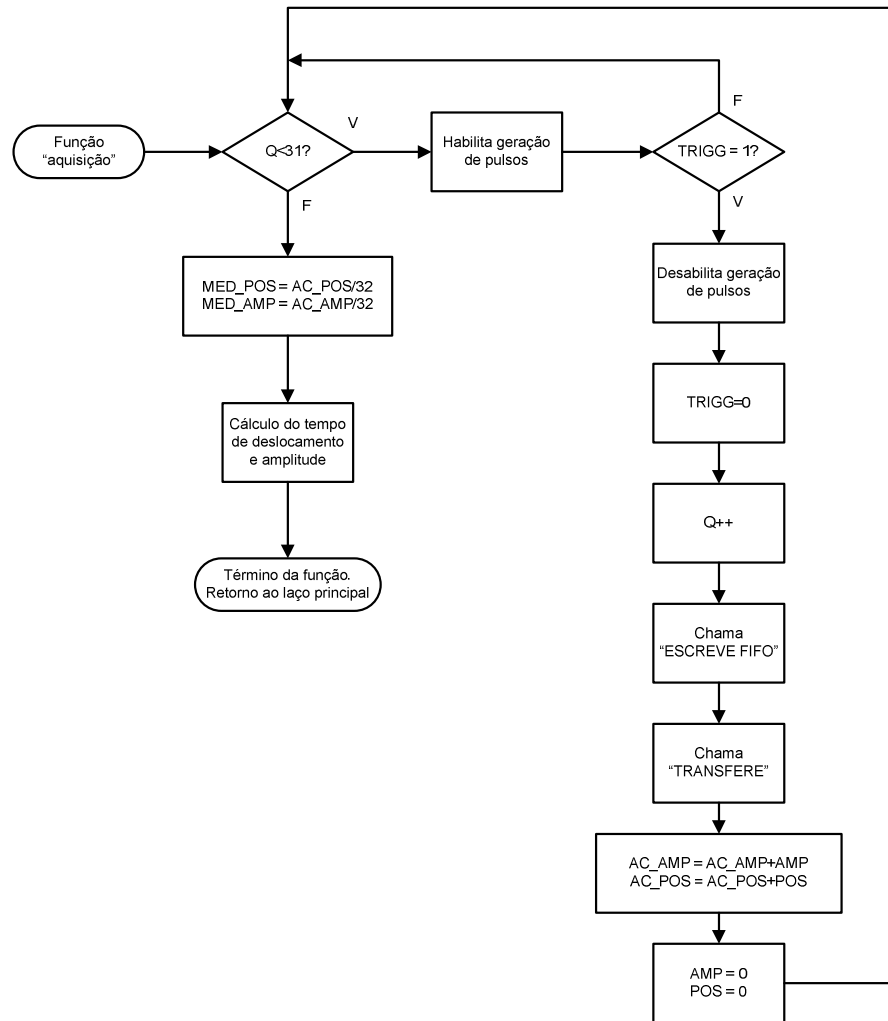 Função
“aquisição”
Q<31?
V
F
Habilita geração
de pulsos
TRIGG = 1?
F
V
MED_POS = AC_POS/32
MED_AMP = AC_AMP/32
Cálculo do tempo
de deslocamento
e amplitude
Término da função.
Retorno ao laço principal
Desabilita geração
de pulsos
TRIGG=0
Q++
Chama
“ESCREVE FIFO”
Chama
“TRANSFERE”
AC_AMP = AC_AMP+AMP
AC_POS = AC_POS+POS
AMP = 0
POS = 0